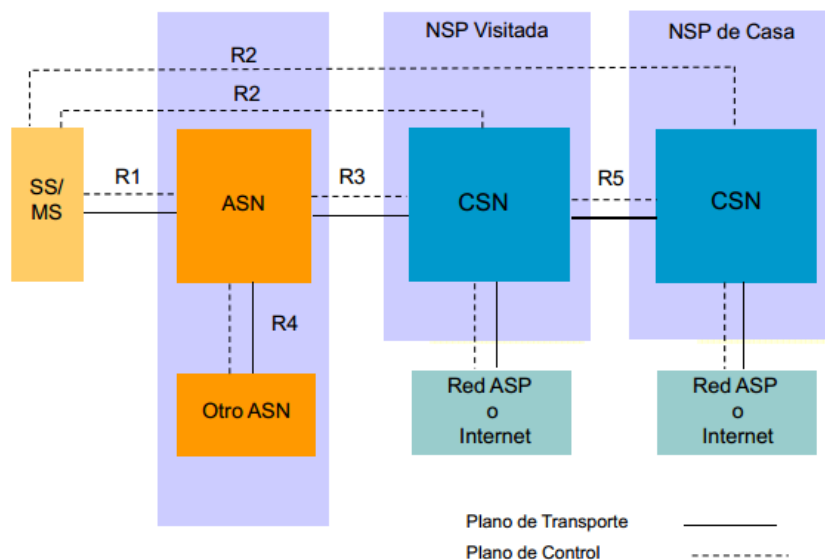 NSP Visitada
NSP de Casa
R2
R2
SS/
MS
R1
ASN
R3
CSN
R5
CSN
R4
Otro ASN
Red ASP
o
Internet
Red ASP
o
Internet
Plano de Transporte
Plano de Control